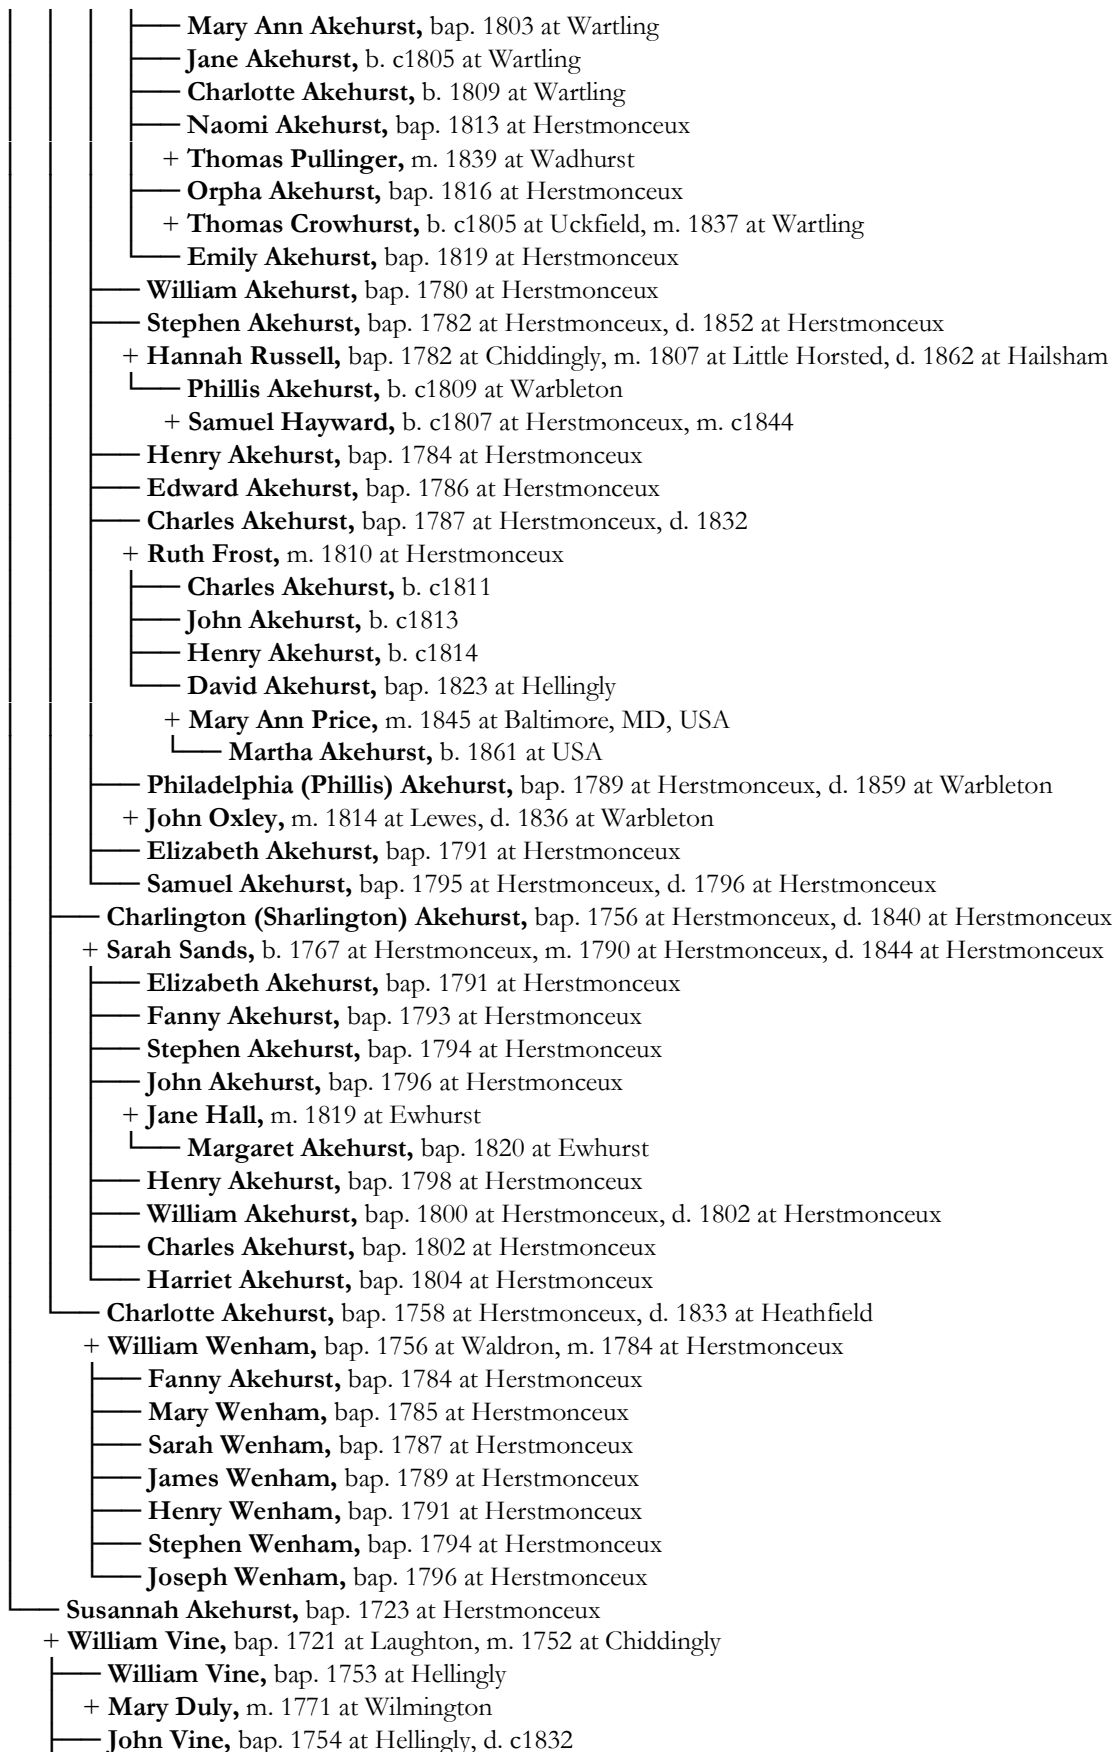 Mary Ann Akehurst, bap. 1803 at Wartling
Jane Akehurst, b. c1805 at Wartling
Charlotte Akehurst, b. 1809 at Wartling
Naomi Akehurst, bap. 1813 at Herstmonceux
+ Thomas Pullinger, m. 1839 at Wadhurst
Orpha Akehurst, bap. 1816 at Herstmonceux
+ Thomas Crowhurst, b. c1805 at Uckfield, m. 1837 at Wartling
Emily Akehurst, bap. 1819 at Herstmonceux
William Akehurst, bap. 1780 at Herstmonceux
Stephen Akehurst, bap. 1782 at Herstmonceux, d. 1852 at Herstmonceux
+ Hannah Russell, bap. 1782 at Chiddingly, m. 1807 at Little Horsted, d. 1862 at Hailsham
Phillis Akehurst, b. c1809 at Warbleton
+ Samuel Hayward, b. c1807 at Herstmonceux, m. c1844
Henry Akehurst, bap. 1784 at Herstmonceux
Edward Akehurst, bap. 1786 at Herstmonceux
Charles Akehurst, bap. 1787 at Herstmonceux, d. 1832
+ Ruth Frost, m. 1810 at Herstmonceux
Charles Akehurst, b. c1811
John Akehurst, b. c1813
Henry Akehurst, b. c1814
David Akehurst, bap. 1823 at Hellingly
+ Mary Ann Price, m. 1845 at Baltimore, MD, USA
Martha Akehurst, b. 1861 at USA
Philadelphia (Phillis) Akehurst, bap. 1789 at Herstmonceux, d. 1859 at Warbleton
+ John Oxley, m. 1814 at Lewes, d. 1836 at Warbleton
Elizabeth Akehurst, bap. 1791 at Herstmonceux
Samuel Akehurst, bap. 1795 at Herstmonceux, d. 1796 at Herstmonceux
Charlington (Sharlington) Akehurst, bap. 1756 at Herstmonceux, d. 1840 at Herstmonceux
+ Sarah Sands, b. 1767 at Herstmonceux, m. 1790 at Herstmonceux, d. 1844 at Herstmonceux
Elizabeth Akehurst, bap. 1791 at Herstmonceux
Fanny Akehurst, bap. 1793 at Herstmonceux
Stephen Akehurst, bap. 1794 at Herstmonceux
John Akehurst, bap. 1796 at Herstmonceux
+ Jane Hall, m. 1819 at Ewhurst
Margaret Akehurst, bap. 1820 at Ewhurst
Henry Akehurst, bap. 1798 at Herstmonceux
William Akehurst, bap. 1800 at Herstmonceux, d. 1802 at Herstmonceux
Charles Akehurst, bap. 1802 at Herstmonceux
Harriet Akehurst, bap. 1804 at Herstmonceux
Charlotte Akehurst, bap. 1758 at Herstmonceux, d. 1833 at Heathfield
+ William Wenham, bap. 1756 at Waldron, m. 1784 at Herstmonceux
Fanny Akehurst, bap. 1784 at Herstmonceux
Mary Wenham, bap. 1785 at Herstmonceux
Sarah Wenham, bap. 1787 at Herstmonceux
James Wenham, bap. 1789 at Herstmonceux
Henry Wenham, bap. 1791 at Herstmonceux
Stephen Wenham, bap. 1794 at Herstmonceux
Joseph Wenham, bap. 1796 at Herstmonceux
Susannah Akehurst, bap. 1723 at Herstmonceux
+ William Vine, bap. 1721 at Laughton, m. 1752 at Chiddingly
William Vine, bap. 1753 at Hellingly
+ Mary Duly, m. 1771 at Wilmington
John Vine, bap. 1754 at Hellingly, d. c1832